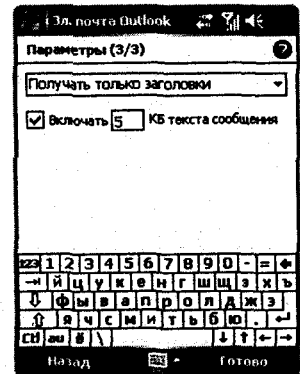 Эл. почта Outlook
Параметры (3/3)
Получать только заголовки
Включать 5 КБ текста сообщения
123 1 2 3 4 5 6 7 8 9 0 - =
й ц у к е н г ш щ з х ъ
ф ы в а п р о л д ж э
я ч с м и т ь б ю .
Ctl au ё \
Назад Готово